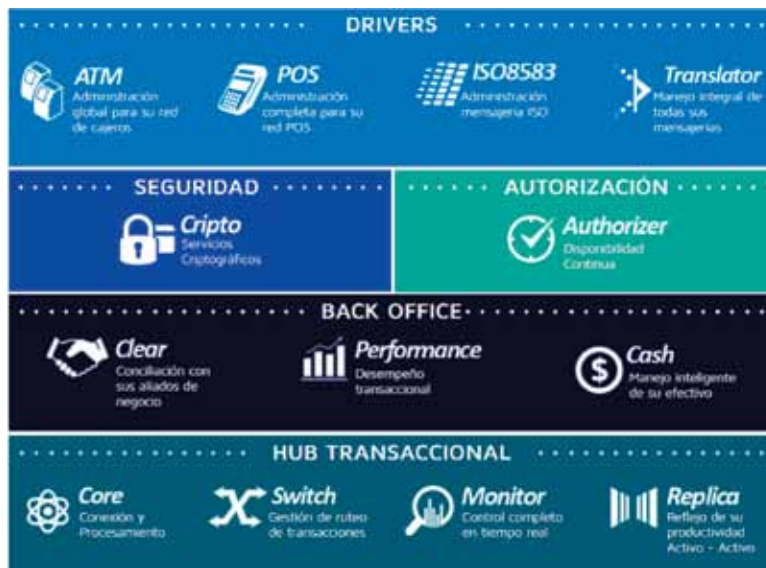 DRIVERS
ATM
Administración
global para su red
de cajeros
POS
Administración
completa para su
red POS
ISO8583
Administración
mensajería ISO
Translator
Manejo integral de
todas sus
mensajerías
SEGURIDAD
Cripto
Servicios
Criptográficos
AUTORIZACIÓN
Authorizer
Disponibilidad
Continua
BACK OFFICE
Clear
Conciliación con
sus aliados de
negocio
Performance
Desempeño
transaccional
Cash
Manejo inteligente
de su efectivo
HUB TRANSACCIONAL
Core
Conexión y
Procesamiento
Switch
Gestión de ruteo
de transacciones
Monitor
Control completo
en tiempo real
Replica
Reflejo de su
productividad
Activo - Activo